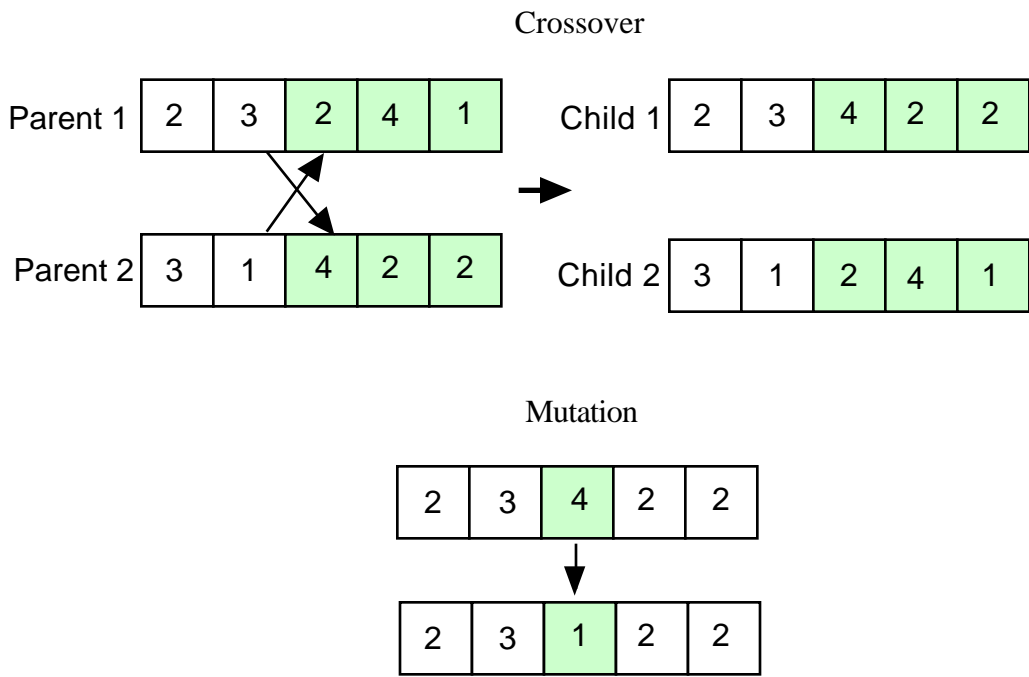 Crossover
Parent 1 2 3 2 4 1 Child 1 2 3 4 2 2
Parent 2 3 1 4 2 2 Child 2 3 1 2 4 1
Mutation
2 3 4 2 2
2 3 1 2 2